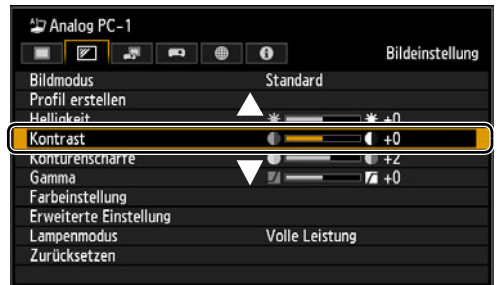 Analog PC-1
Bildeinstellung
Bildmodus Standard
Profil erstellen
Helligkeit +0
Kontrast +0
Konturenschärfe +2
Gamma +0
Farbeinstellung
Erweiterte Einstellung
Lampenmodus Volle Leistung
Zurücksetzen